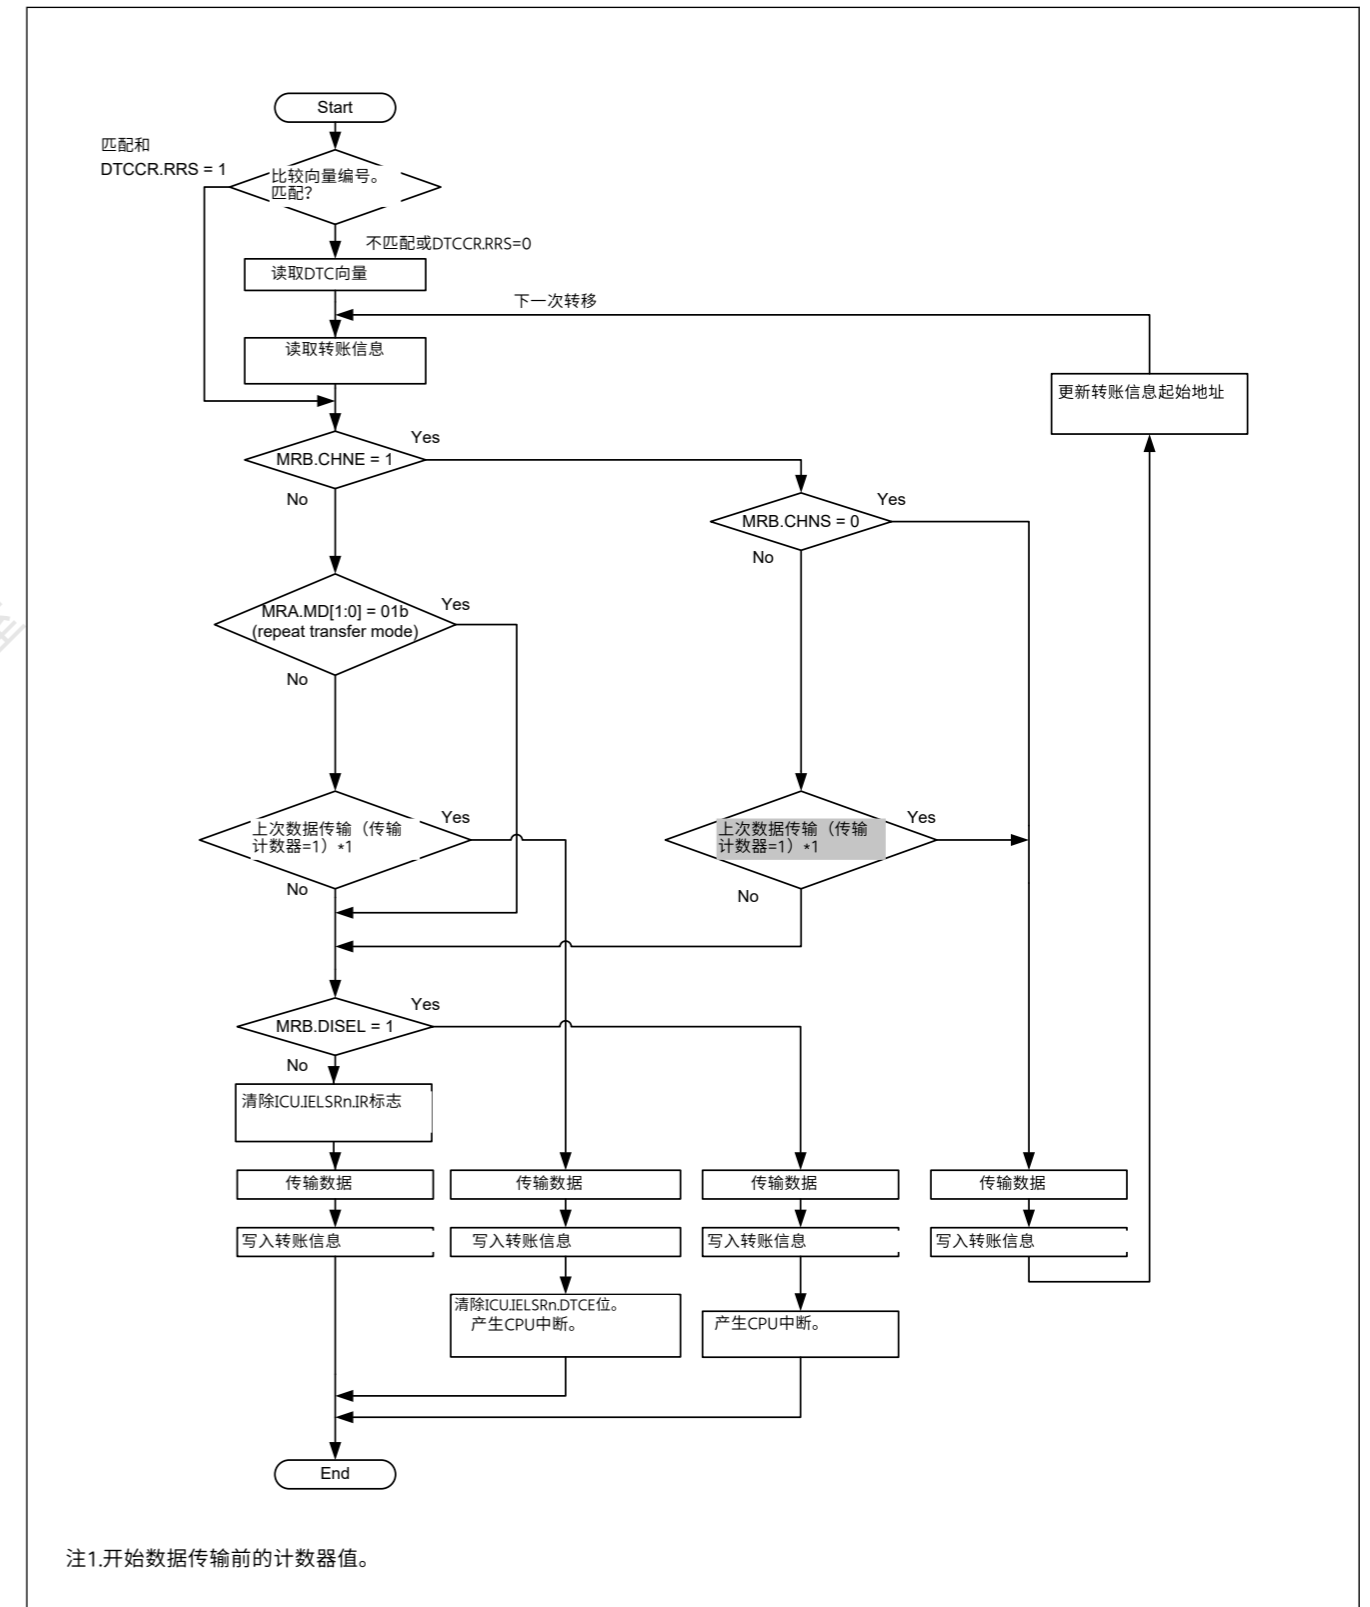 Start
匹配和
DTCCR.RRS = 1
比较向量编号。
匹配？
不匹配或DTCCR.RRS=0
读取DTC向量
下一次转移
读取转账信息
更新转账信息起始地址
Yes
MRB.CHNE = 1
No
Yes
MRB.CHNS = 0
No
MRA.MD[1:0] = 01b
(repeat transfer mode)
Yes
No
上次数据传输（传输
计数器=1）*1
Yes
No
上次数据传输（传输
计数器=1）*1
Yes
No
Yes
MRB.DISEL = 1
No
清除ICU.IELSRn.IR标志
传输数据
传输数据
传输数据
传输数据
写入转账信息
写入转账信息
写入转账信息
写入转账信息
清除ICU.IELSRn.DTCE位。
产生CPU中断。
产生CPU中断。
End
注1.开始数据传输前的计数器值。